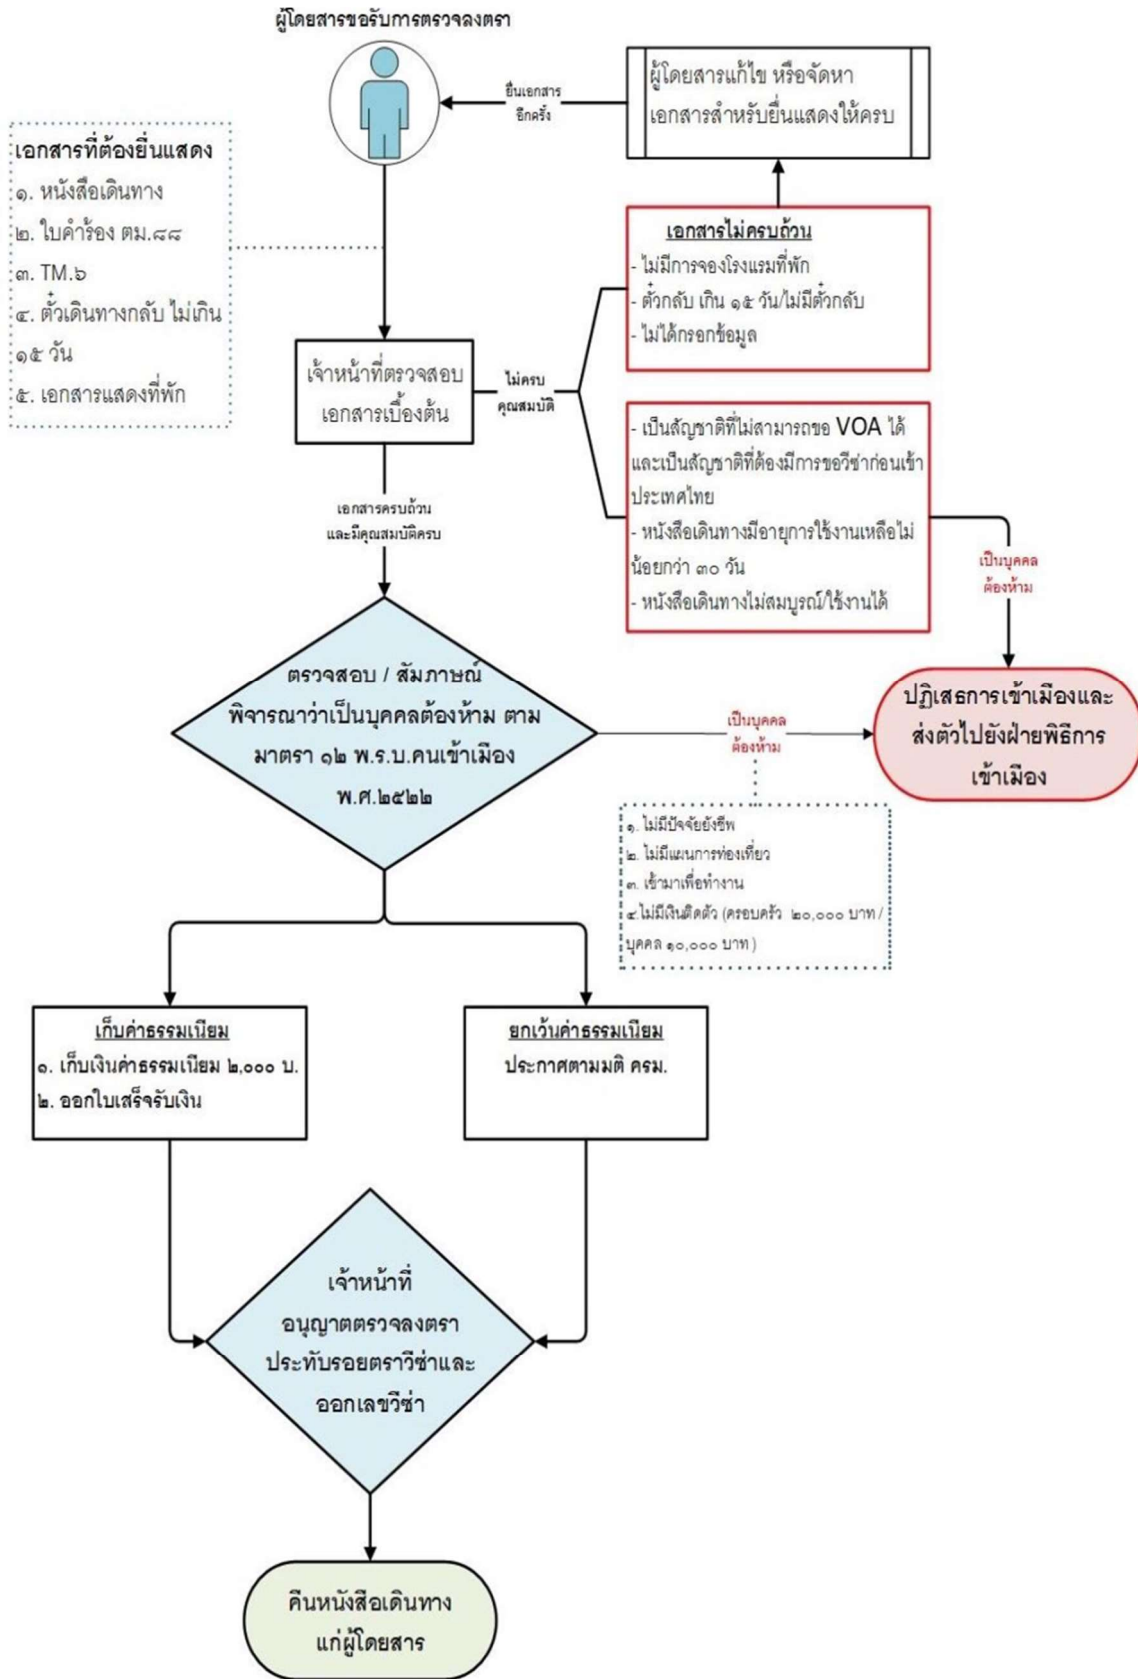 ผู้โดยสารขอรับการตรวจลงตรา
ผู้โดยสารแก้ไข หรือจัดหา
เอกสารสำหรับยื่นแสดงให้ครบ
ยื่นเอกสาร
อีกครั้ง
เอกสารที่ต้องยื่นแสดง
๑. หนังสือเดินทาง
๒. ใบคำร้อง ตม.๘๘
๓. TM.๖
๔. ตั๋วเดินทางกลับ ไม่เกิน
๑๕ วัน
๕. เอกสารแสดงที่พัก
เอกสารไม่ครบถ้วน
- ไม่มีการจองโรงแรมที่พัก
- ตั๋วกลับ เกิน ๑๕ วัน/ไม่มีตั๋วกลับ
- ไม่ได้กรอกข้อมูล
เจ้าหน้าที่ตรวจสอบ
เอกสารเบื้องต้น
ไม่ครบ
คุณสมบัติ
- เป็นสัญชาติที่ไม่สามารถขอ VOA ได้
และเป็นสัญชาติที่ต้องมีการขอวีซ่าก่อนเข้า
ประเทศไทย
- หนังสือเดินทางมีอายุการใช้งานเหลือไม่
น้อยกว่า ๓๐ วัน
- หนังสือเดินทางไม่สมบูรณ์/ใช้งานได้
เอกสารครบถ้วน
และมีคุณสมบัติครบ
เป็นบุคคล
ต้องห้าม
ตรวจสอบ / สัมภาษณ์
พิจารณาว่าเป็นบุคคลต้องห้าม ตาม
มาตรา ๑๒ พ.ร.บ.คนเข้าเมือง
พ.ศ.๒๕๒๒
เป็นบุคคล
ต้องห้าม
ปฏิเสธการเข้าเมืองและ
ส่งตัวไปยังฝ่ายพิธีการ
เข้าเมือง
๑. ไม่มีปัจจัยยังชีพ
๒. ไม่มีแผนการท่องเที่ยว
๓. เข้ามาเพื่อทำงาน
๔.ไม่มีเงินติดตัว (ครอบครัว ๒๐,๐๐๐ บาท /
บุคคล ๑๐,๐๐๐ บาท )
เก็บค่าธรรมเนียม
๑. เก็บเงินค่าธรรมเนียม ๒,๐๐๐ บ.
๒. ออกใบเสร็จรับเงิน
ยกเว้นค่าธรรมเนียม
ประกาศตามมติ ครม.
เจ้าหน้าที่
อนุญาตตรวจลงตรา
ประทับรอยตราวีซ่าและ
ออกเลขวีซ่า
คืนหนังสือเดินทาง
แก่ผู้โดยสาร